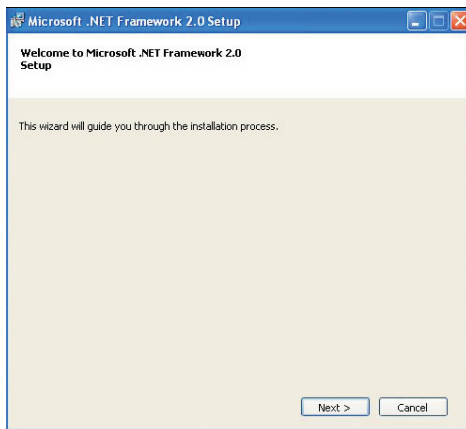 Microsoft .NET Framework 2.0 Setup
Welcome to Microsoft .NET Framework 2.0
Setup
This wizard will guide you through the installation process.
Next >
Cancel